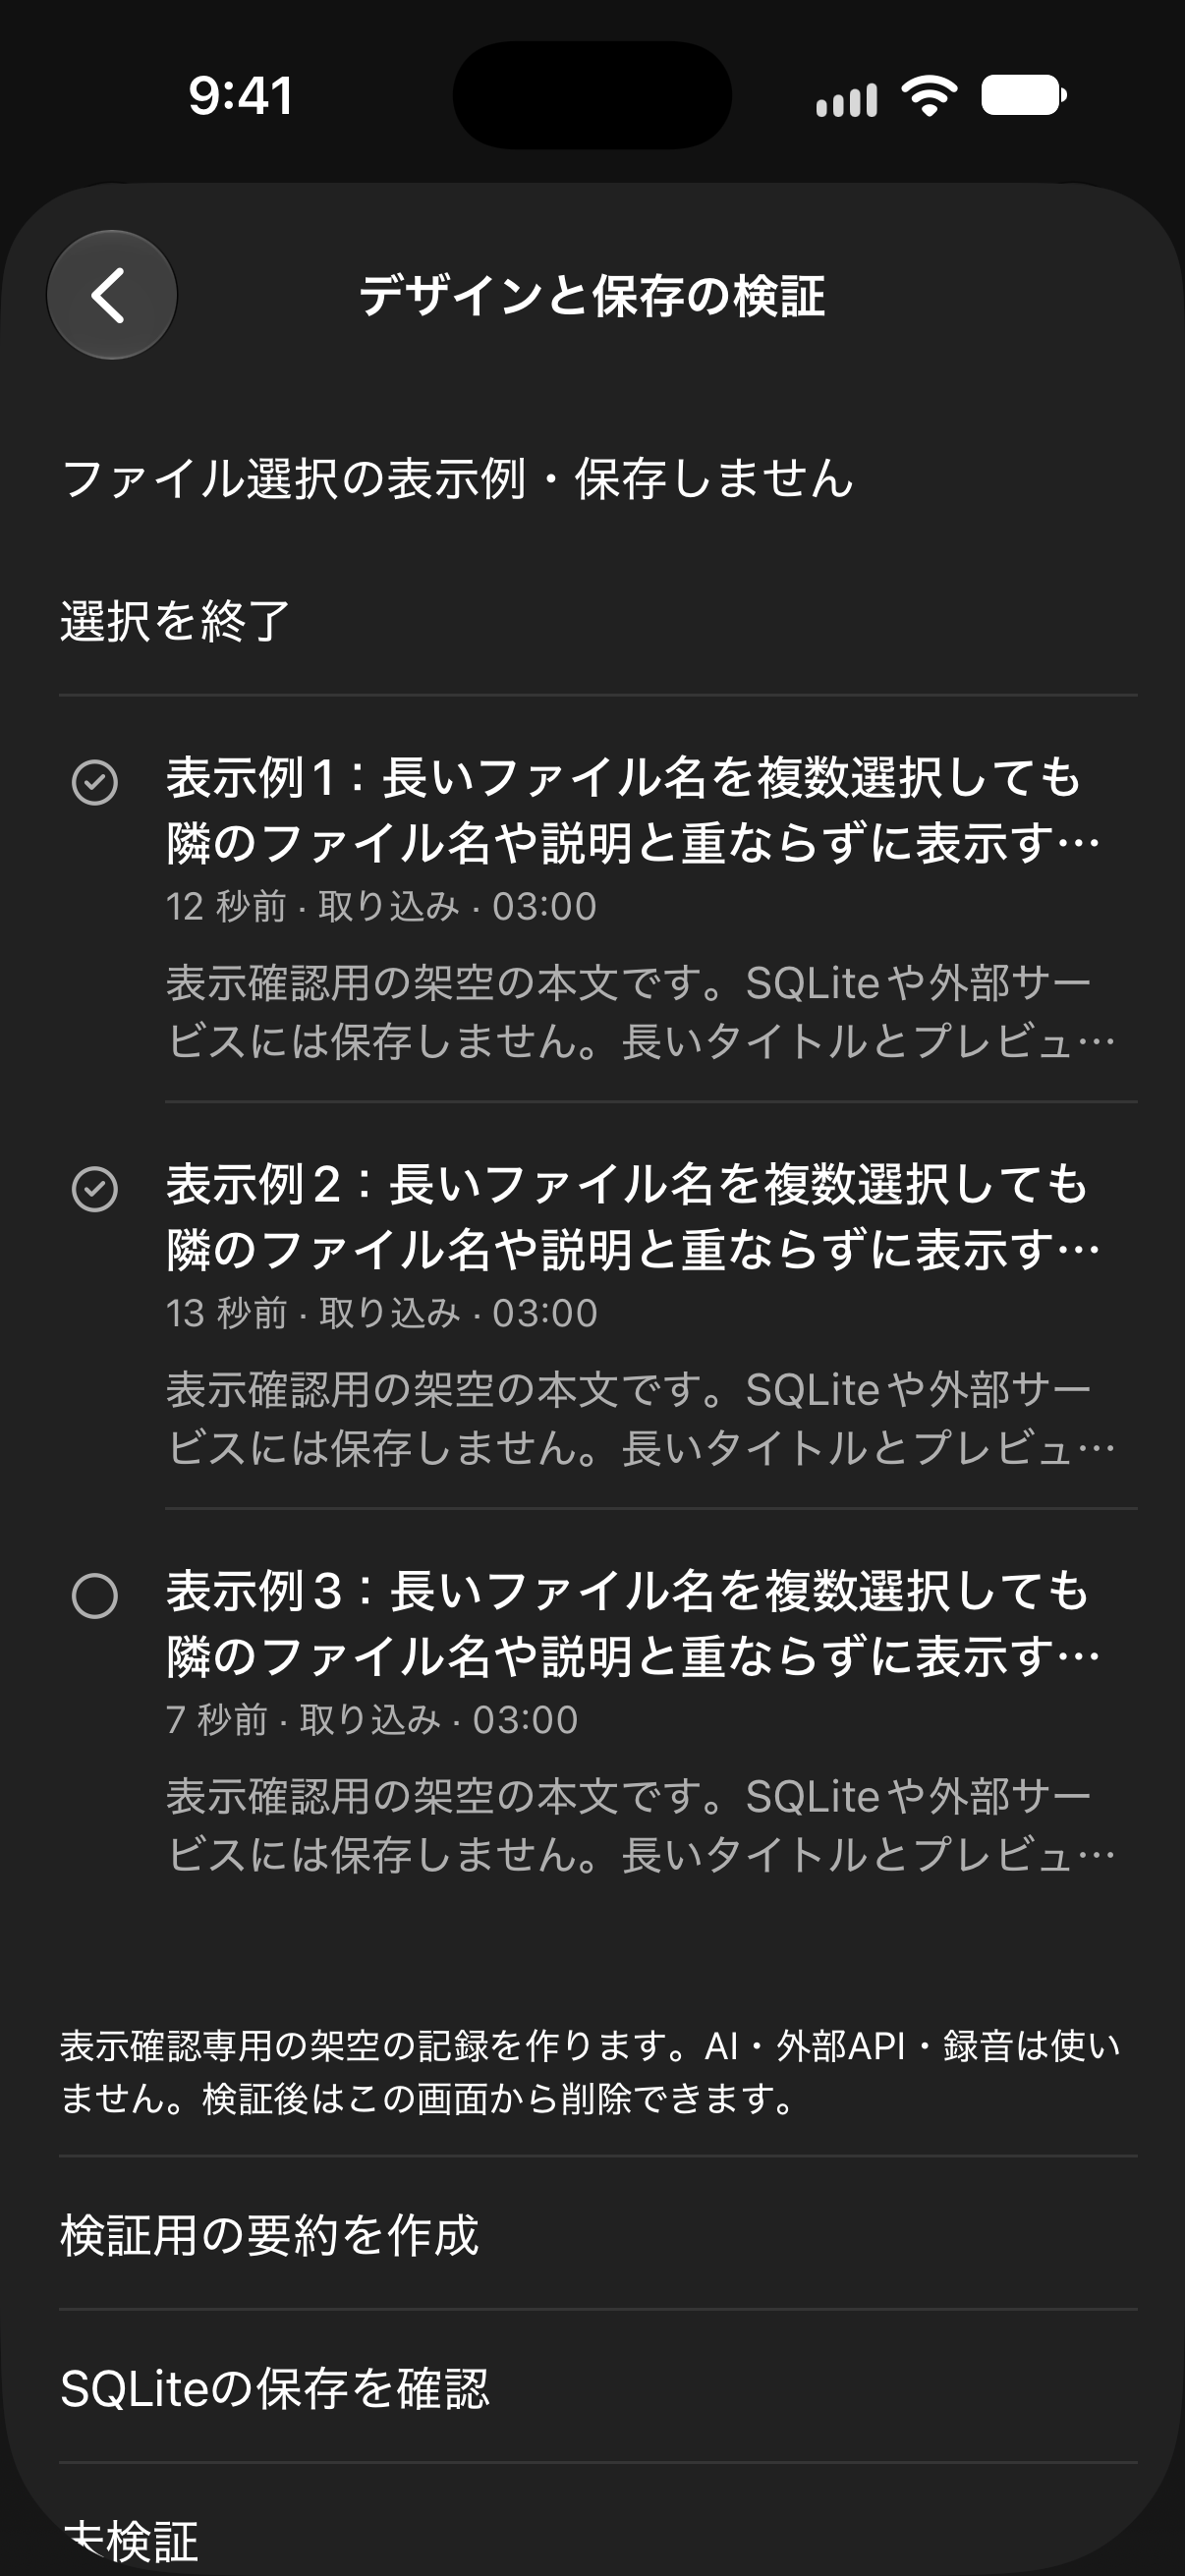 9:41
デザインと保存の検証
ファイル選択の表示例・保存しません
選択を終了
表示例1：長いファイル名を複数選択しても
隣のファイル名や説明と重ならずに表示す…
12 秒前 · 取り込み · 03:00
表示確認用の架空の本文です。SQLiteや外部サー
ビスには保存しません。長いタイトルとプレビュ…
表示例2：長いファイル名を複数選択しても
隣のファイル名や説明と重ならずに表示す…
13 秒前 · 取り込み · 03:00
表示確認用の架空の本文です。SQLiteや外部サー
ビスには保存しません。長いタイトルとプレビュ…
表示例3：長いファイル名を複数選択しても
隣のファイル名や説明と重ならずに表示す…
7 秒前 · 取り込み · 03:00
表示確認用の架空の本文です。SQLiteや外部サー
ビスには保存しません。長いタイトルとプレビュ…
表示確認専用の架空の記録を作ります。AI・外部API・録音は使い
ません。検証後はこの画面から削除できます。
検証用の要約を作成
SQLiteの保存を確認
未検証